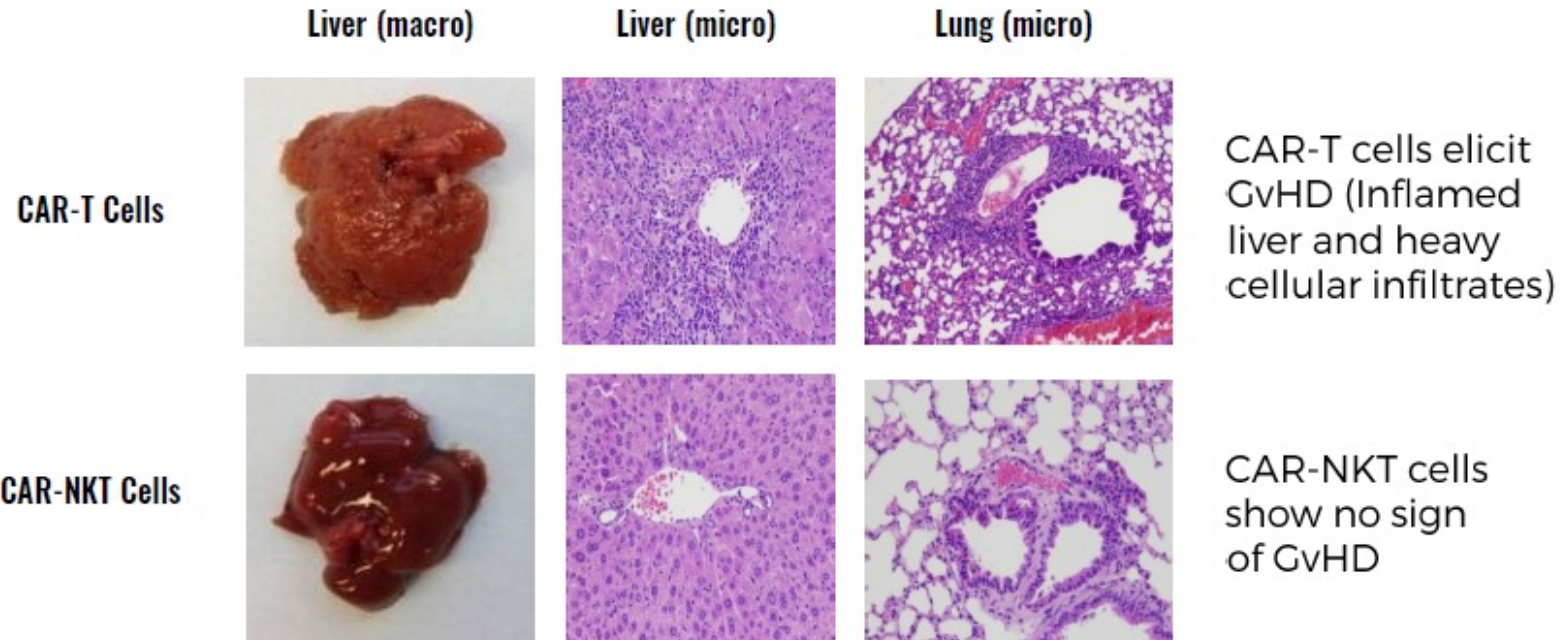 Liver (macro) Liver (micro) Lung (micro)
CAR-T Cells
CAR-T cells elicit
GvHD (Inflamed
liver and heavy
cellular infiltrates)
CAR-NKT Cells
CAR-NKT cells
show no sign
of GvHD